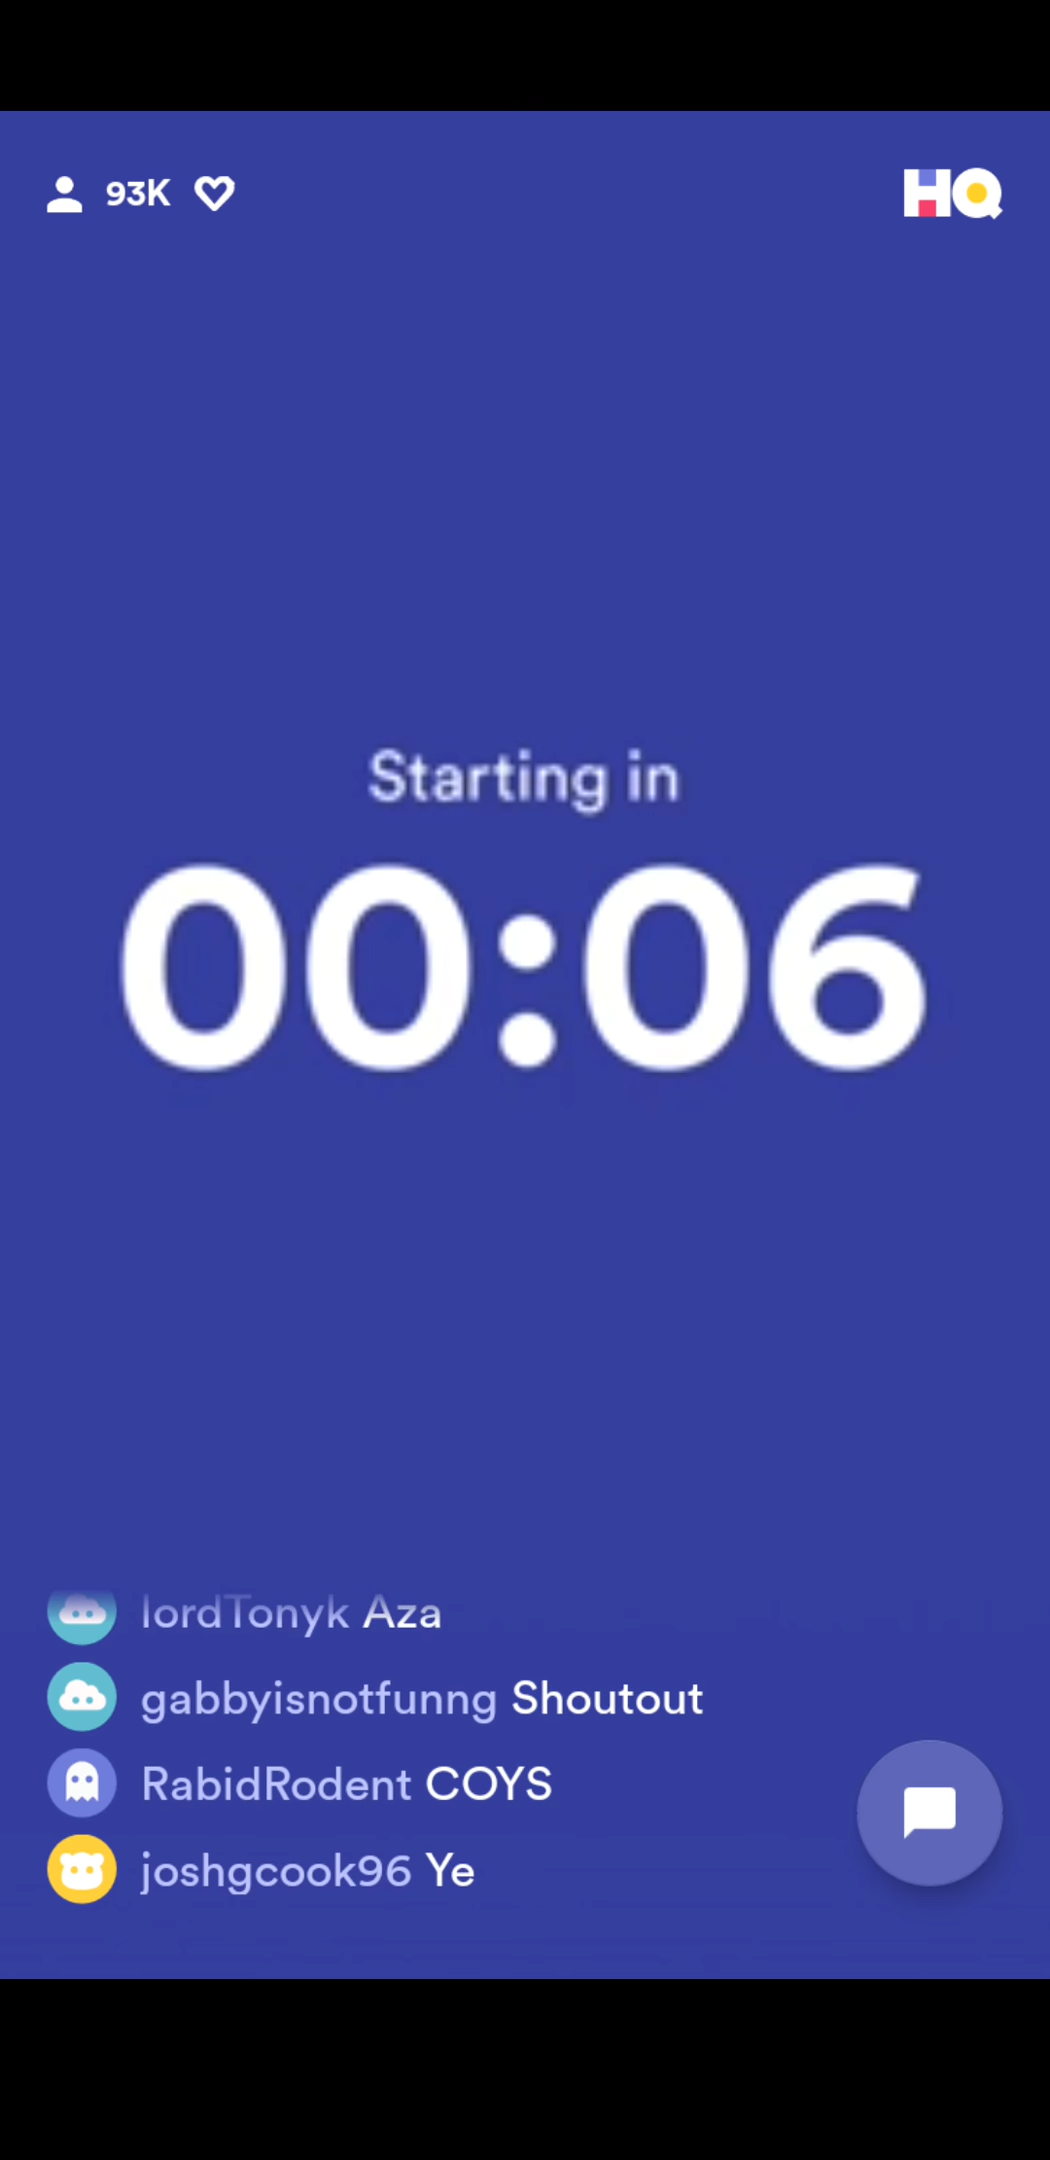 93K
HQ
Starting in
00:06
lordTonyk Aza
gabbyisnotfunng Shoutout
RabidRodent COYS
joshgcook96 Ye